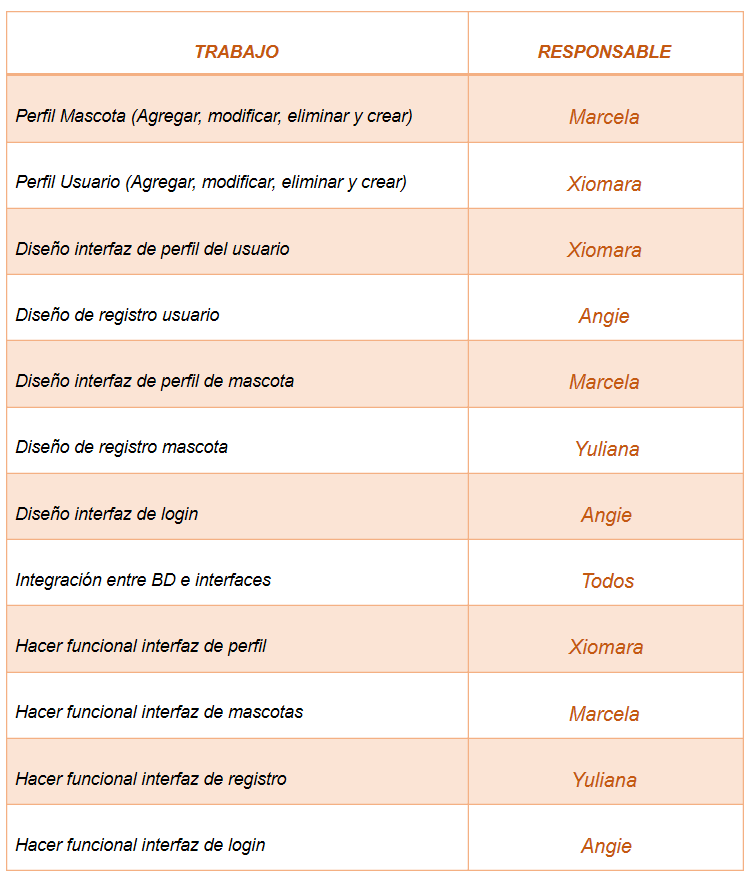 TRABAJO RESPONSABLE
Perfil Mascota (Agregar, modificar, eliminar y crear) Marcela
Perfil Usuario (Agregar, modificar, eliminar y crear) Xiomara
Diseño interfaz de perfil del usuario Xiomara
Diseño de registro usuario Angie
Diseño interfaz de perfil de mascota Marcela
Diseño de registro mascota Yuliana
Diseño interfaz de login Angie
Integración entre BD e interfaces Todos
Hacer funcional interfaz de perfil Xiomara
Hacer funcional interfaz de mascotas Marcela
Hacer funcional interfaz de registro Yuliana
Hacer funcional interfaz de login Angie